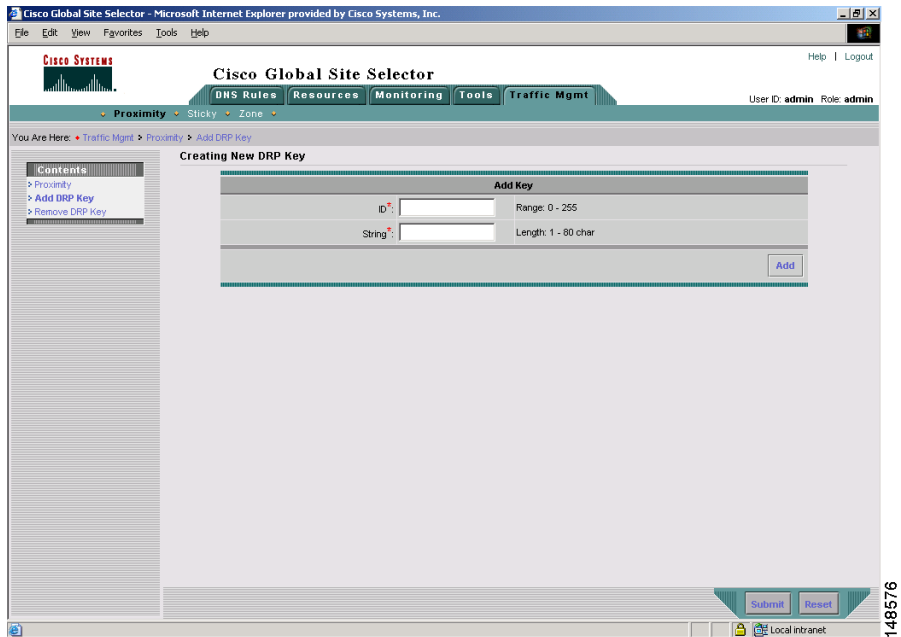 Cisco Global Site Selector - Microsoft Internet Explorer provided by Cisco Systems, Inc.
File Edit View Favorites Tools Help
CISCO SYSTEMS
Help | Logout
Cisco Global Site Selector
DNS Rules Resources Monitoring Tools Traffic Mgmt
User ID: admin Role: admin
Proximity Sticky Zone
You Are Here: Traffic Mgmt Proximity Add DRP Key
Creating New DRP Key
Contents
> Proximity
> Add DRP Key
> Remove DRP Key
Add Key
ID*: Range: 0 - 255
String*: Length: 1 - 80 char
Add
Submit Reset
Local intranet
148576